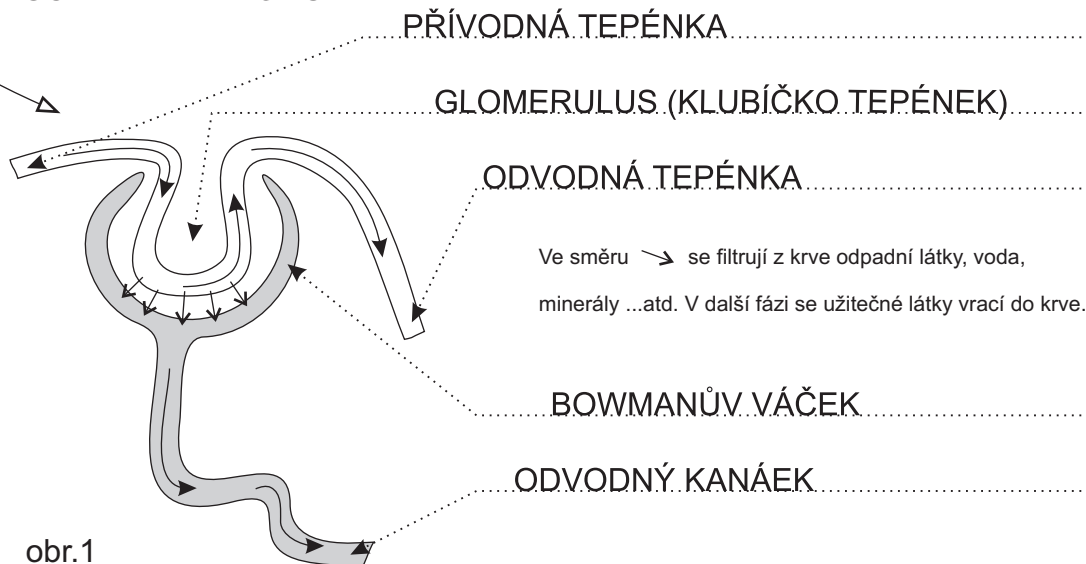 PŘÍVODNÁ TEPÉNKA
GLOMERULUS (KLUBÍČKO TEPÉNEK)
ODVODNÁ TEPÉNKA
Ve směru se filtrují z krve odpadní látky, voda,
minerály ...atd. V další fázi se užitečné látky vrací do krve.
BOWMANŮV VÁČEK
ODVODNÝ KANÁEK
obr.1